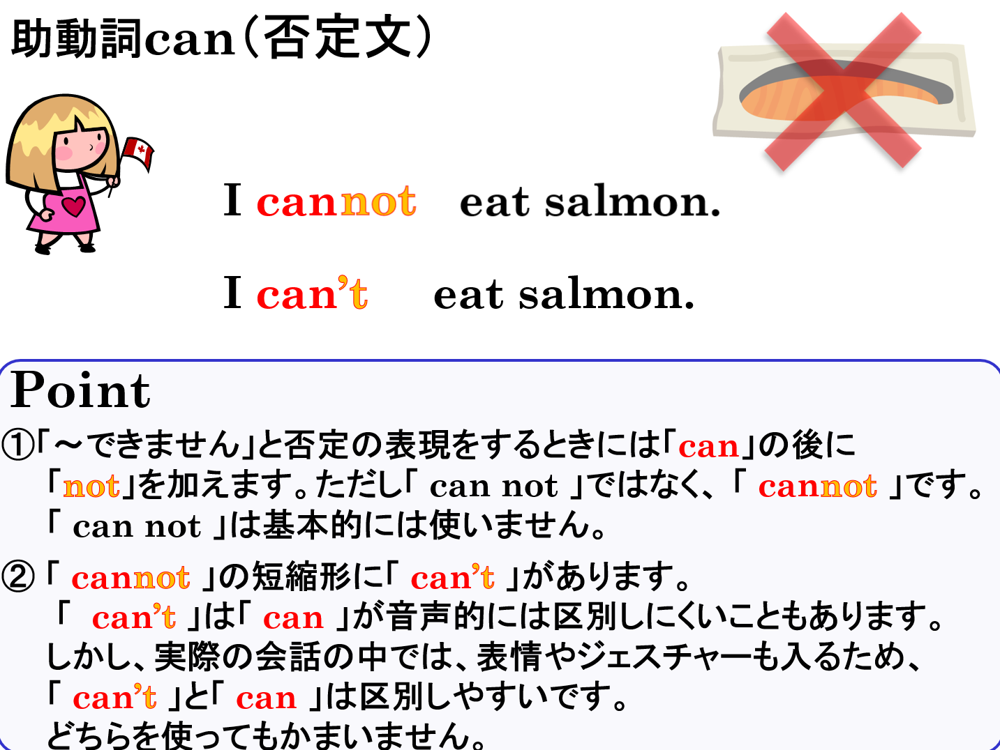 助動詞can（否定文）
I cannot eat salmon.
I can’t eat salmon.
Point
①「～できません」と否定の表現をするときには「can」の後に
「not」を加えます。ただし「 can not 」ではなく、「 cannot 」です。
「 can not 」は基本的には使いません。
②「 cannot 」の短縮形に「 can’t 」があります。
「 can’t 」は「 can 」が音声的には区別しにくいこともあります。
しかし、実際の会話の中では、表情やジェスチャーも入るため、
「 can’t 」と「 can 」は区別しやすいです。
どちらを使ってもかまいません。